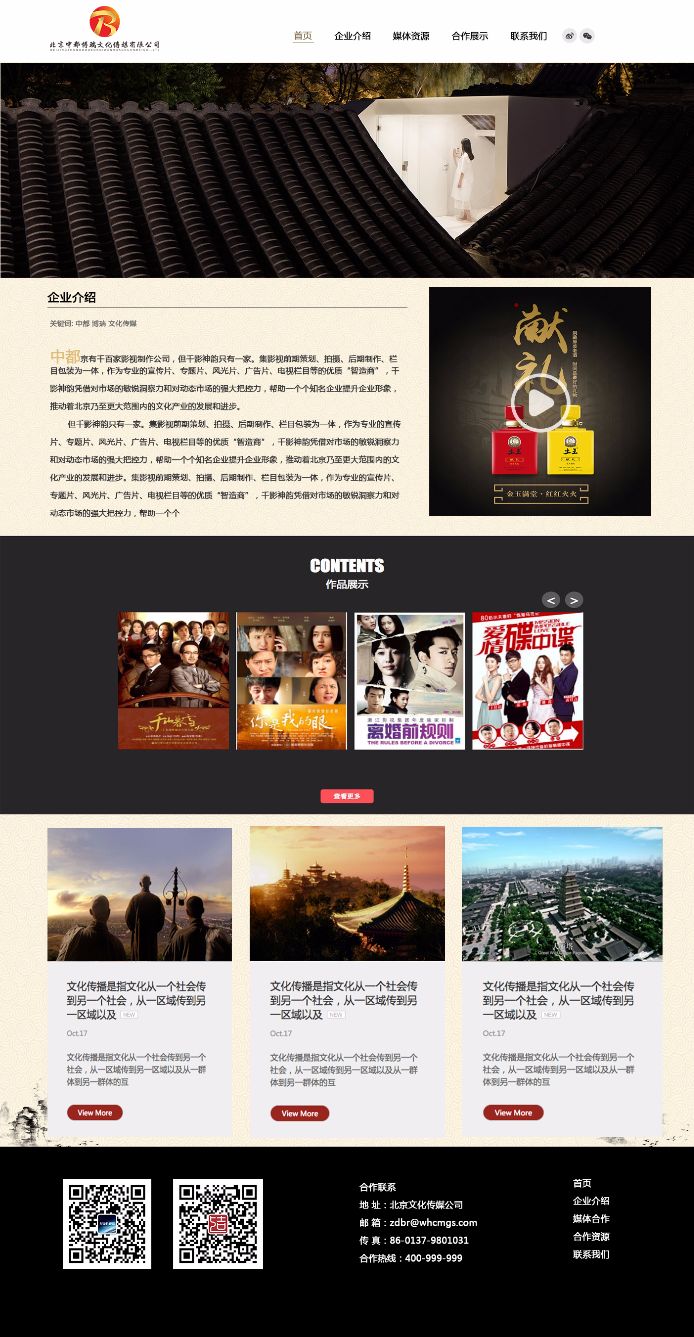 北京中都博瑞文化传媒有限公司
首页 企业介绍 媒体资源 合作展示 联系我们
企业介绍
关键词: 中都 博瑞 文化传媒
中都京有千百家影视制作公司，但千影神韵只有一家。集影视前期策划、拍摄、后期制作、栏
目包装为一体，作为专业的宣传片、专题片、风光片、广告片、电视栏目等的优质“智造商”，千
影神韵凭借对市场的敏锐洞察力和对动态市场的强大把控力，帮助一个个知名企业提升企业形象，
推动着北京乃至更大范围内的文化产业的发展和进步。
但千影神韵只有一家。集影视前期策划、拍摄、后期制作、栏目包装为一体，作为专业的宣传
片、专题片、风光片、广告片、电视栏目等的优质“智造商”，千影神韵凭借对市场的敏锐洞察力
和对动态市场的强大把控力，帮助一个个知名企业提升企业形象，推动着北京乃至更大范围内的文
化产业的发展和进步。集影视前期策划、拍摄、后期制作、栏目包装为一体，作为专业的宣传片、
专题片、风光片、广告片、电视栏目等的优质“智造商”，千影神韵凭借对市场的敏锐洞察力和对
动态市场的强大把控力，帮助一个个
献礼
金玉满堂·红红火火
CONTENTS
作品展示
< >
千山暮雪
你是我的眼
浙江影视集团年度独家巨制
离婚前规则
THE RULES BEFORE A DIVORCE
爱情碟中谍
MISSION
IMPOSSIBLE
LOVE
查看更多
文化传播是指文化从一个社会传
到另一个社会，从一区域传到另
一区域以及 NEW
Oct.17
文化传播是指文化从一个社会传到另一个
社会，从一区域传到另一区域以及从一群
体到另一群体的互
View More
文化传播是指文化从一个社会传
到另一个社会，从一区域传到另
一区域以及 NEW
Oct.17
文化传播是指文化从一个社会传到另一个
社会，从一区域传到另一区域以及从一群
体到另一群体的互
View More
文化传播是指文化从一个社会传
到另一个社会，从一区域传到另
一区域以及 NEW
Oct.17
文化传播是指文化从一个社会传到另一个
社会，从一区域传到另一区域以及从一群
体到另一群体的互
View More
合作联系
地 址：北京文化传媒公司
邮 箱：zdbr@whcmgs.com
传 真：86-0137-9801031
合作热线：400-999-999
首页
企业介绍
媒体合作
合作资源
联系我们